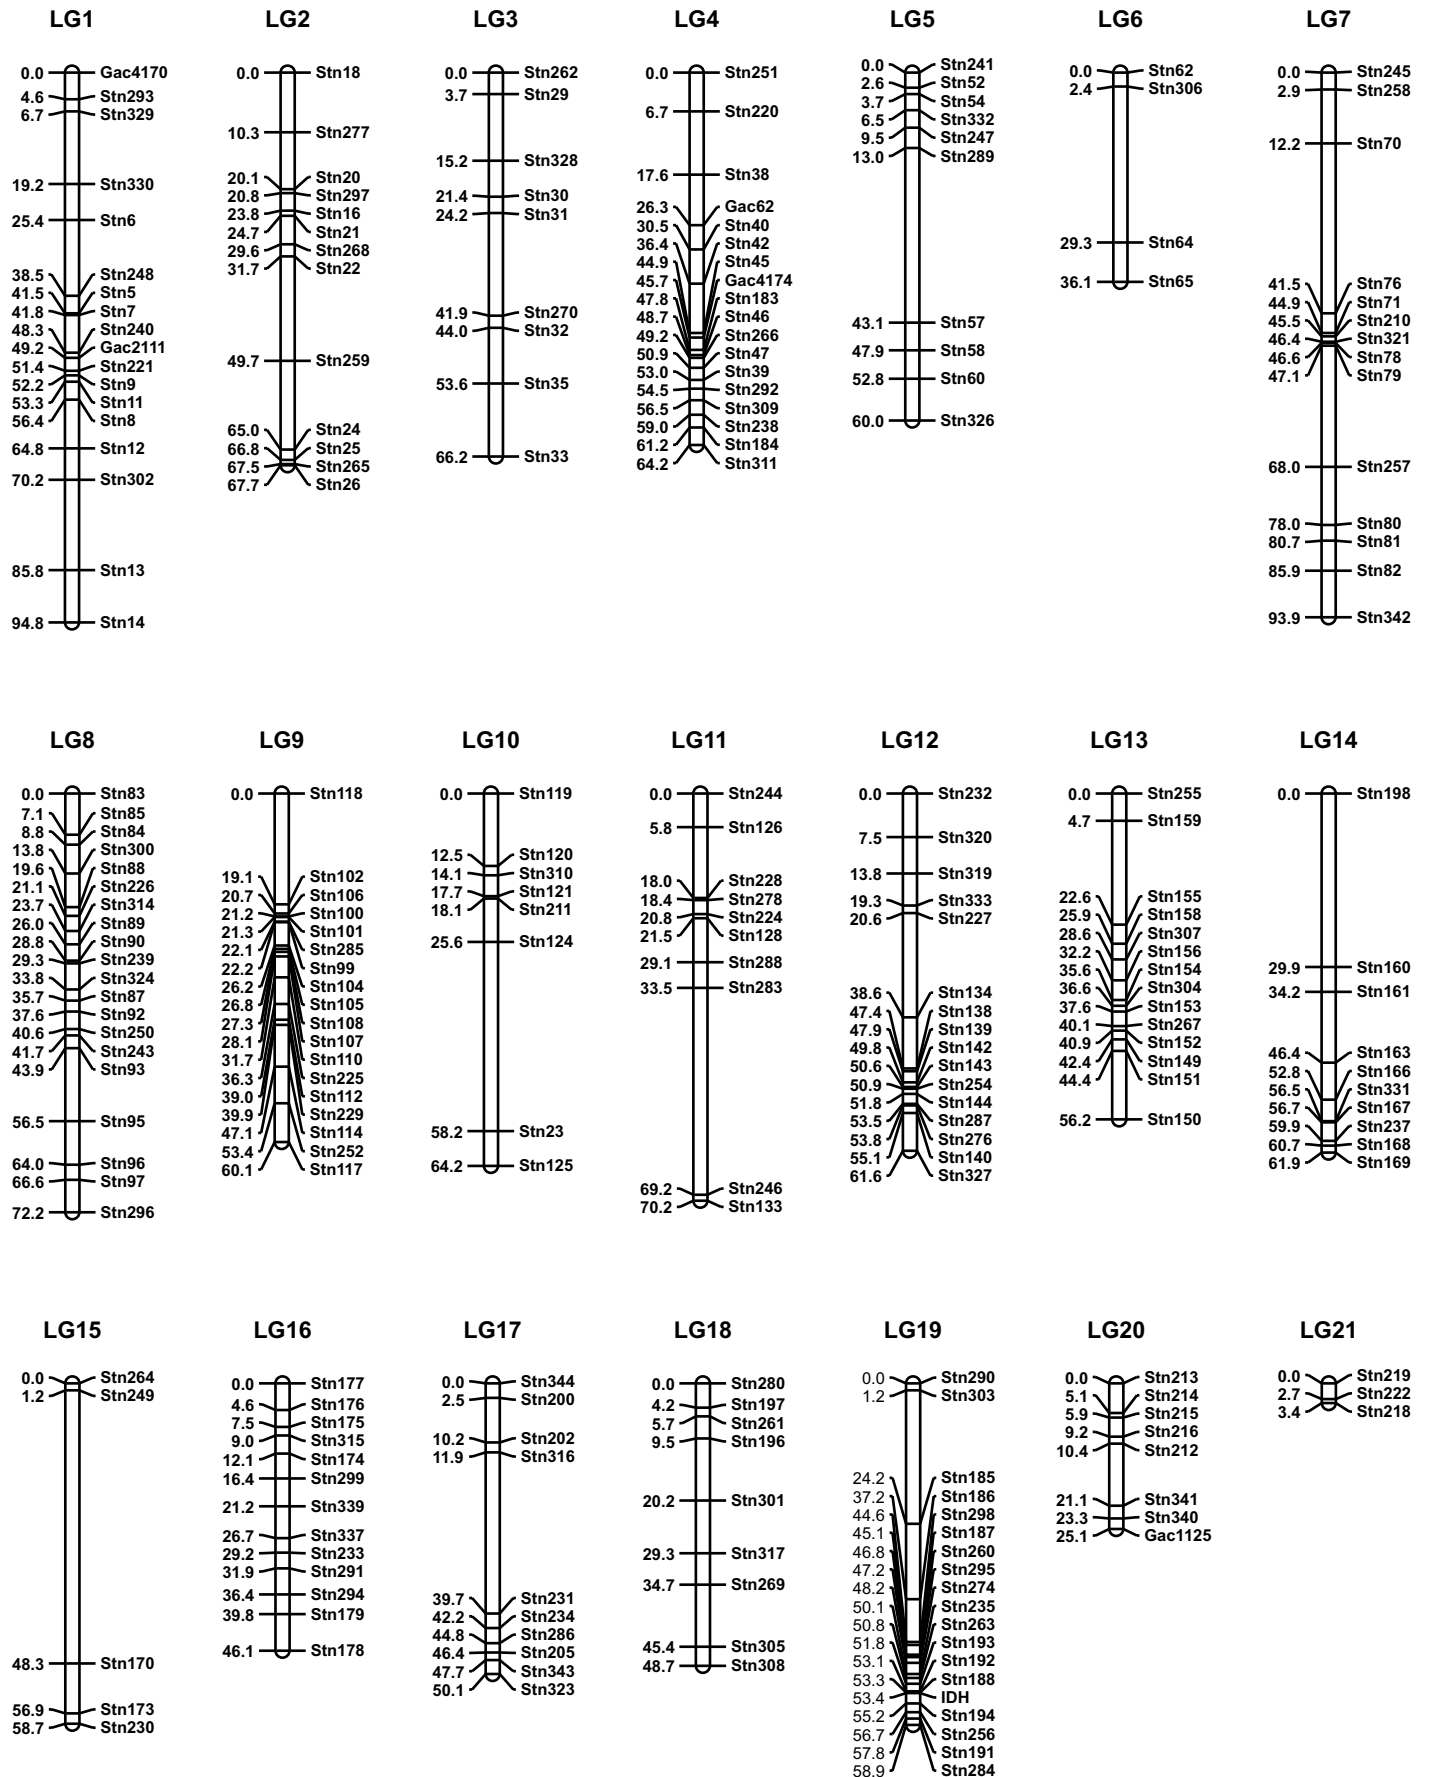 LG1
0.0 Gac4170
4.6 Stn293
6.7 Stn329
19.2 Stn330
25.4 Stn6
38.5 Stn248
41.5 Stn5
41.8 Stn7
48.3 Stn240
49.2 Gac2111
51.4 Stn221
52.2 Stn9
53.3 Stn11
56.4 Stn8
64.8 Stn12
70.2 Stn302
85.8 Stn13
94.8 Stn14
LG2
0.0 Stn18
10.3 Stn277
20.1 Stn20
20.8 Stn297
23.8 Stn16
24.7 Stn21
29.6 Stn268
31.7 Stn22
49.7 Stn259
65.0 Stn24
66.8 Stn25
67.5 Stn265
67.7 Stn26
LG3
0.0 Stn262
3.7 Stn29
15.2 Stn328
21.4 Stn30
24.2 Stn31
41.9 Stn270
44.0 Stn32
53.6 Stn35
66.2 Stn33
LG4
0.0 Stn251
6.7 Stn220
17.6 Stn38
26.3 Gac62
30.5 Stn40
36.4 Stn42
44.9 Stn45
45.7 Gac4174
47.8 Stn183
48.7 Stn46
49.2 Stn266
50.9 Stn47
53.0 Stn39
54.5 Stn292
56.5 Stn309
59.0 Stn238
61.2 Stn184
64.2 Stn311
LG5
0.0 Stn241
2.6 Stn52
3.7 Stn54
6.5 Stn332
9.5 Stn247
13.0 Stn289
43.1 Stn57
47.9 Stn58
52.8 Stn60
60.0 Stn326
LG6
0.0 Stn62
2.4 Stn306
29.3 Stn64
36.1 Stn65
LG7
0.0 Stn245
2.9 Stn258
12.2 Stn70
41.5 Stn76
44.9 Stn71
45.5 Stn210
46.4 Stn321
46.6 Stn78
47.1 Stn79
68.0 Stn257
78.0 Stn80
80.7 Stn81
85.9 Stn82
93.9 Stn342
LG8
0.0 Stn83
7.1 Stn85
8.8 Stn84
13.8 Stn300
19.6 Stn88
21.1 Stn226
23.7 Stn314
26.0 Stn89
28.8 Stn90
29.3 Stn239
33.8 Stn324
35.7 Stn87
37.6 Stn92
40.6 Stn250
41.7 Stn243
43.9 Stn93
56.5 Stn95
64.0 Stn96
66.6 Stn97
72.2 Stn296
LG9
0.0 Stn118
19.1 Stn102
20.7 Stn106
21.2 Stn100
21.3 Stn101
22.1 Stn285
22.2 Stn99
26.2 Stn104
26.8 Stn105
27.3 Stn108
28.1 Stn107
31.7 Stn110
36.3 Stn225
39.0 Stn112
39.9 Stn229
47.1 Stn114
53.4 Stn252
60.1 Stn117
LG10
0.0 Stn119
12.5 Stn120
14.1 Stn310
17.7 Stn121
18.1 Stn211
25.6 Stn124
58.2 Stn23
64.2 Stn125
LG11
0.0 Stn244
5.8 Stn126
18.0 Stn228
18.4 Stn278
20.8 Stn224
21.5 Stn128
29.1 Stn288
33.5 Stn283
69.2 Stn246
70.2 Stn133
LG12
0.0 Stn232
7.5 Stn320
13.8 Stn319
19.3 Stn333
20.6 Stn227
38.6 Stn134
47.4 Stn138
47.9 Stn139
49.8 Stn142
50.6 Stn143
50.9 Stn254
51.8 Stn144
53.5 Stn287
53.8 Stn276
55.1 Stn140
61.6 Stn327
LG13
0.0 Stn255
4.7 Stn159
22.6 Stn155
25.9 Stn158
28.6 Stn307
32.2 Stn156
35.6 Stn154
36.6 Stn304
37.6 Stn153
40.1 Stn267
40.9 Stn152
42.4 Stn149
44.4 Stn151
56.2 Stn150
LG14
0.0 Stn198
29.9 Stn160
34.2 Stn161
46.4 Stn163
52.8 Stn166
56.5 Stn331
56.7 Stn167
59.9 Stn237
60.7 Stn168
61.9 Stn169
LG15
0.0 Stn264
1.2 Stn249
48.3 Stn170
56.9 Stn173
58.7 Stn230
LG16
0.0 Stn177
4.6 Stn176
7.5 Stn175
9.0 Stn315
12.1 Stn174
16.4 Stn299
21.2 Stn339
26.7 Stn337
29.2 Stn233
31.9 Stn291
36.4 Stn294
39.8 Stn179
46.1 Stn178
LG17
0.0 Stn344
2.5 Stn200
10.2 Stn202
11.9 Stn316
39.7 Stn231
42.2 Stn234
44.8 Stn286
46.4 Stn205
47.7 Stn343
50.1 Stn323
LG18
0.0 Stn280
4.2 Stn197
5.7 Stn261
9.5 Stn196
20.2 Stn301
29.3 Stn317
34.7 Stn269
45.4 Stn305
48.7 Stn308
LG19
0.0 Stn290
1.2 Stn303
24.2 Stn185
37.2 Stn186
44.6 Stn298
45.1 Stn187
46.8 Stn260
47.2 Stn295
48.2 Stn274
50.1 Stn235
50.8 Stn263
51.8 Stn193
53.1 Stn192
53.3 Stn188
53.4 IDH
55.2 Stn194
56.7 Stn256
57.8 Stn191
58.9 Stn284
LG20
0.0 Stn213
5.1 Stn214
5.9 Stn215
9.2 Stn216
10.4 Stn212
21.1 Stn341
23.3 Stn340
25.1 Gac1125
LG21
0.0 Stn219
2.7 Stn222
3.4 Stn218